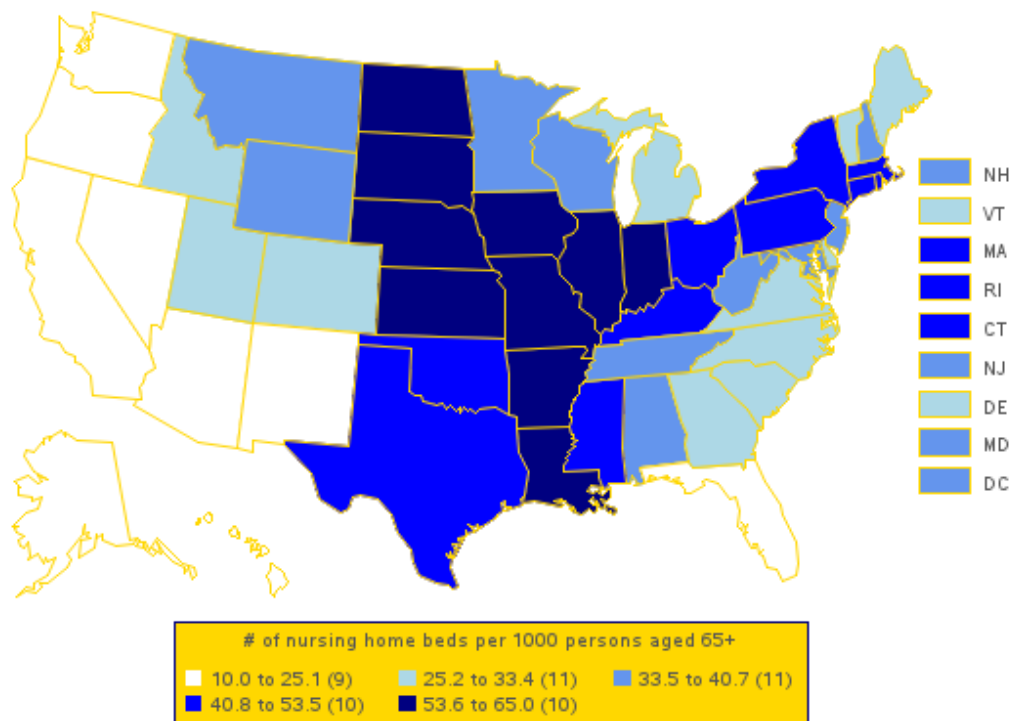 NH
VT
MA
RI
CT
NJ
DE
MD
DC
# of nursing home beds per 1000 persons aged 65+
10.0 to 25.1 (9) 25.2 to 33.4 (11) 33.5 to 40.7 (11)
40.8 to 53.5 (10) 53.6 to 65.0 (10)